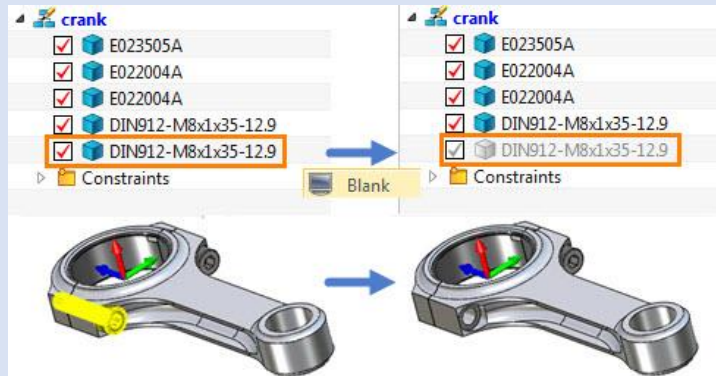 crank
E023505A
E022004A
E022004A
DIN912-M8x1x35-12.9
DIN912-M8x1x35-12.9
Constraints
Blank
crank
E023505A
E022004A
E022004A
DIN912-M8x1x35-12.9
DIN912-M8x1x35-12.9
Constraints